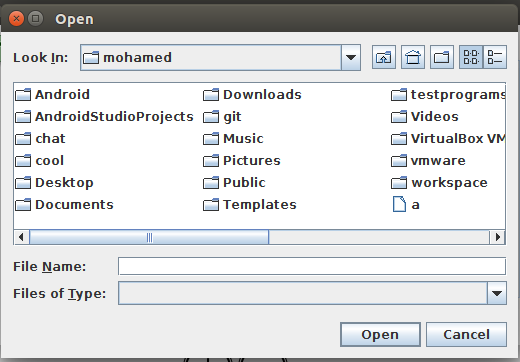 Open
Look In: mohamed
Android Downloads testprograms
AndroidStudioProjects git Videos
chat Music VirtualBox VM
cool Pictures vmware
Desktop Public workspace
Documents Templates a
File Name:
Files of Type:
Open Cancel